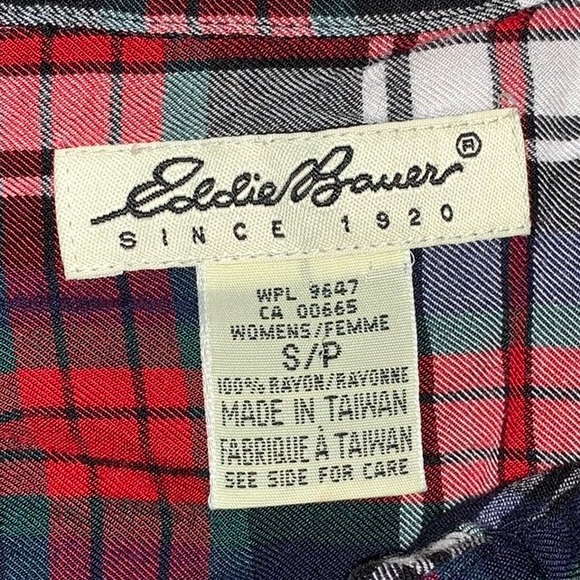 Eddie Bauer®
SINCE 1920
WPL 9647
CA 00665
WOMENS/FEMME
S/P
100% RAYON/RAYONNE
MADE IN TAIWAN
FABRIQUE À TAIWAN
SEE SIDE FOR CARE